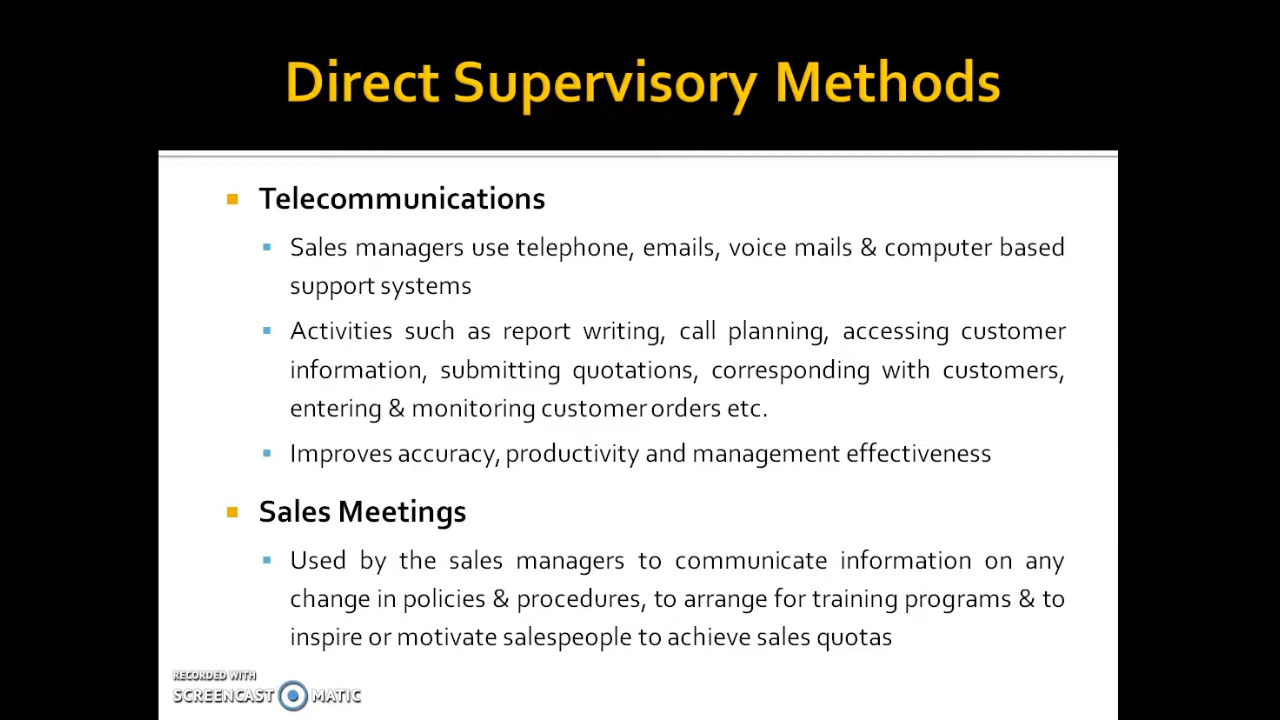 Direct Supervisory Methods
Telecommunications
Sales managers use telephone, emails, voice mails & computer based
support systems
Activities such as report writing, call planning, accessing customer
information, submitting quotations, corresponding with customers,
entering & monitoring customer orders etc.
Improves accuracy, productivity and management effectiveness
Sales Meetings
Used by the sales managers to communicate information on any
change in policies & procedures, to arrange for training programs & to
inspire or motivate salespeople to achieve sales quotas
RECORDED WITH
SCREENCAST MATIC